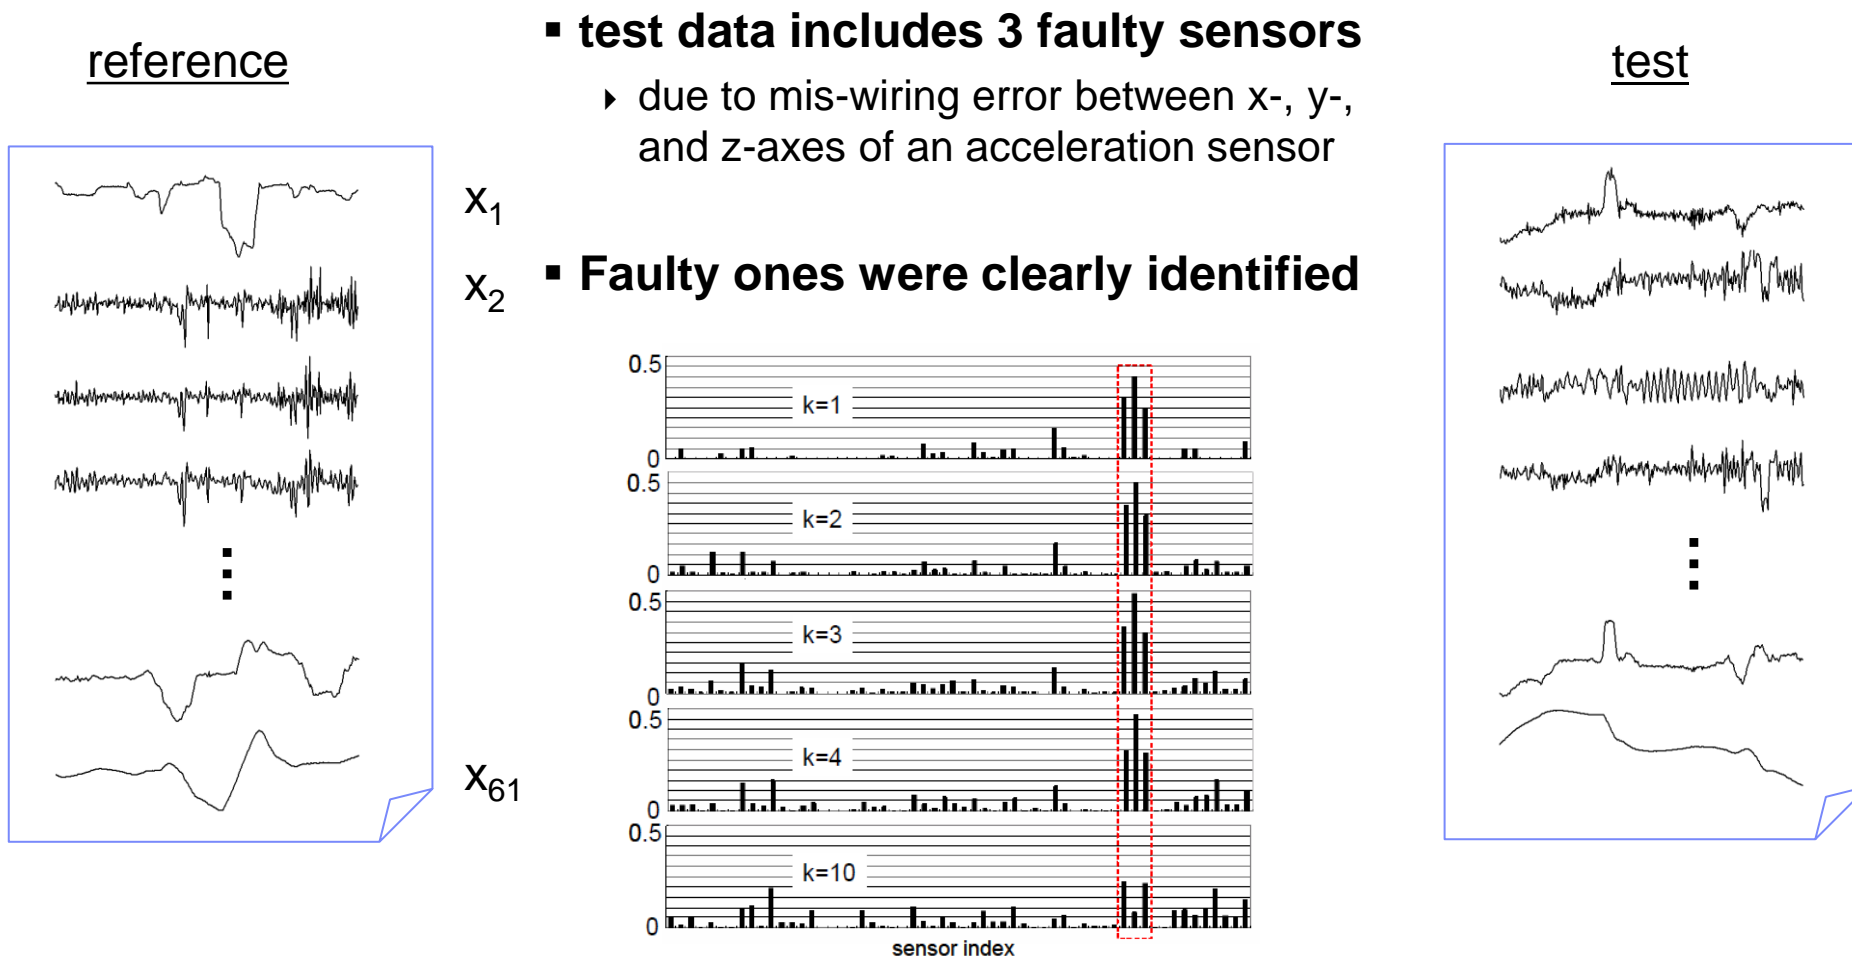 reference
▪ test data includes 3 faulty sensors
‣ due to mis-wiring error between x-, y-,
and z-axes of an acceleration sensor
test
x1
x2
x61
▪ Faulty ones were clearly identified
0.5
k=1
0
0.5
k=2
0
0.5
k=3
0
0.5
k=4
0
0.5
k=10
0
sensor index